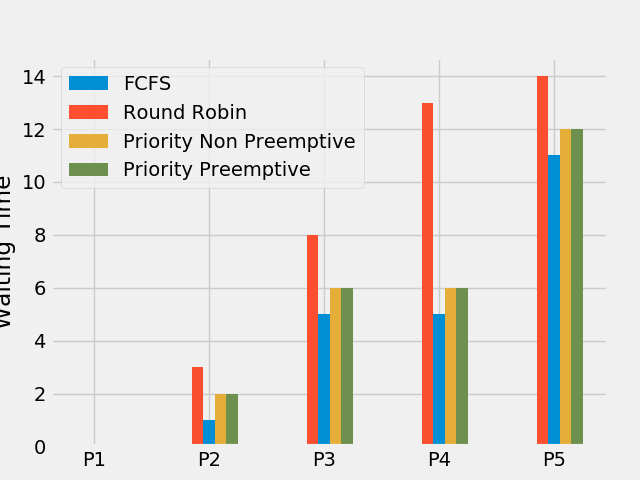 FCFS
Round Robin
Priority Non Preemptive
Priority Preemptive
14
12
10
8
6
4
2
0
Waiting Time
P1 P2 P3 P4 P5